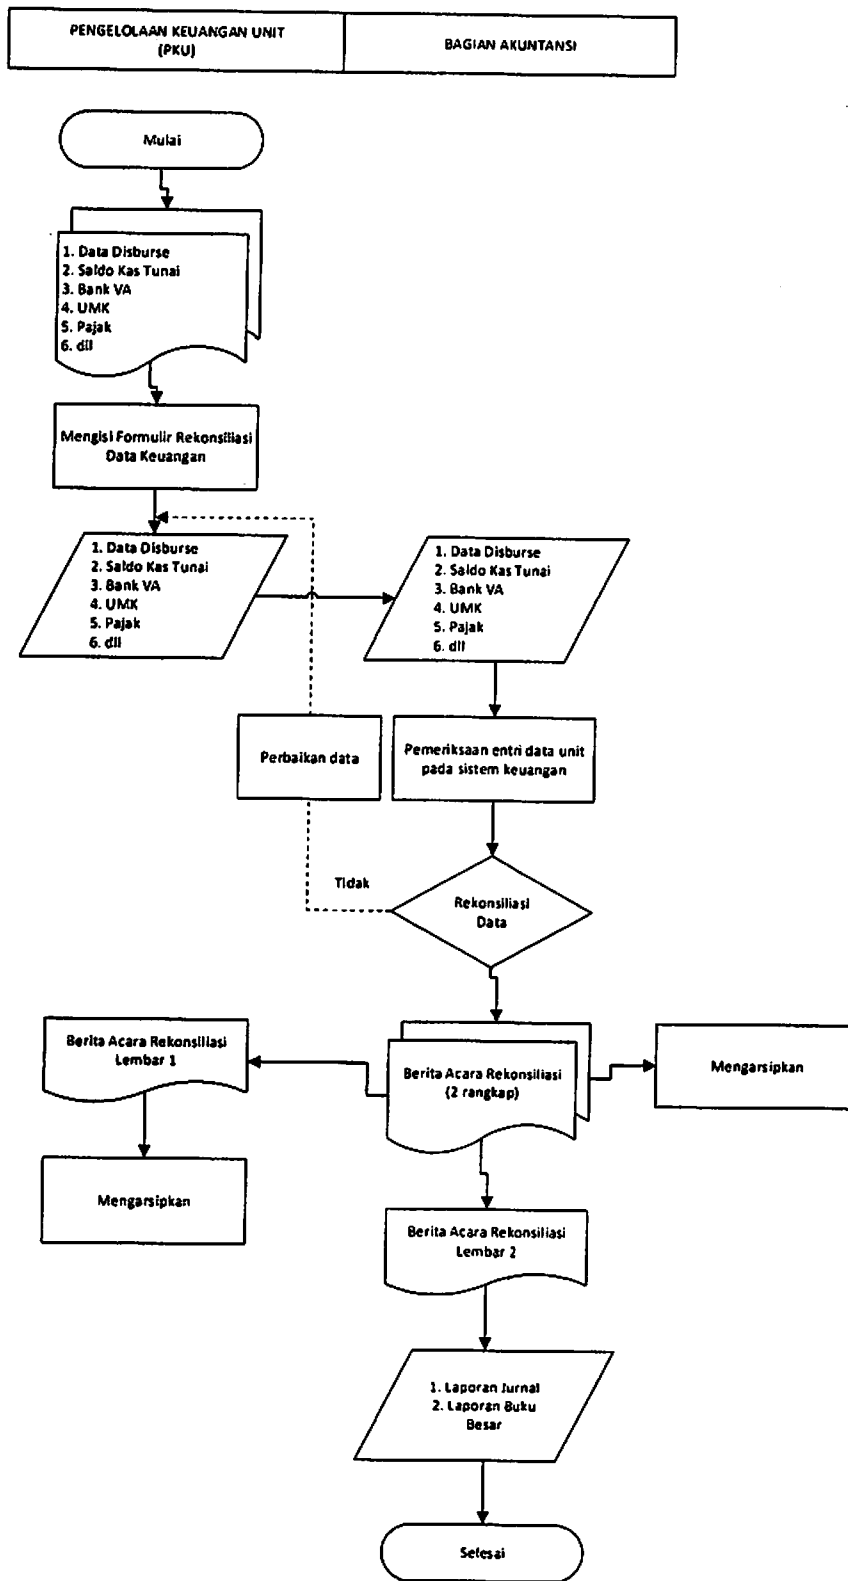 PENGELOLAAN KEUANGAN UNIT
(PKU)
BAGIAN AKUNTANSI
Mulai
1. Data Disburse
2. Saldo Kas Tunai
3. Bank VA
4. UMK
5. Pajak
6. dll
Mengisi Formulir Rekonsiliasi
Data Keuangan
1. Data Disburse
2. Saldo Kas Tunai
3. Bank VA
4. UMK
5. Pajak
6. dll
1. Data Disburse
2. Saldo Kas Tunai
3. Bank VA
4. UMK
5. Pajak
6. dll
Perbaikan data
Pemeriksaan entri data unit
pada sistem keuangan
Tidak
Rekonsiliasi
Data
Berita Acara Rekonsiliasi
Lembar 1
Berita Acara Rekonsiliasi
(2 rangkap)
Mengarsipkan
Mengarsipkan
Berita Acara Rekonsiliasi
Lembar 2
1. Laporan Jurnal
2. Laporan Buku
Besar
Selesai